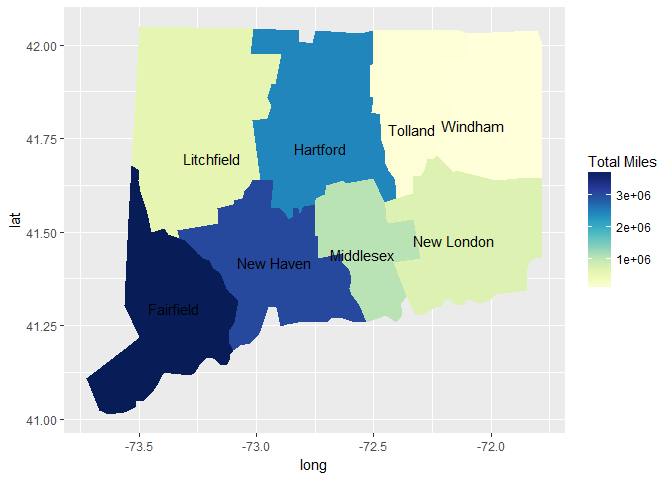 42.00
41.75
41.50
41.25
41.00
lat
Litchfield
Hartford
Tolland
Windham
New Haven
Middlesex
New London
Fairfield
-73.5
-73.0
-72.5
-72.0
long
Total Miles
3e+06
2e+06
1e+06